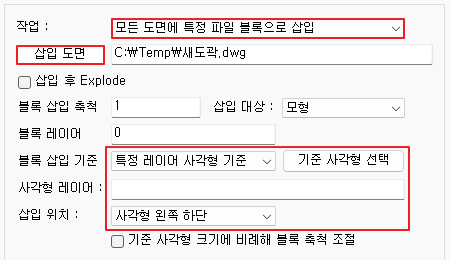 작업 : 모든 도면에 특정 파일 블록으로 삽입
삽입 도면 C:₩Temp₩새도곽.dwg
삽입 후 Explode
블록 삽입 축척 1 삽입 대상 : 모형
블록 레이어 0
블록 삽입 기준 특정 레이어 사각형 기준 기준 사각형 선택
사각형 레이어 :
삽입 위치 : 사각형 왼쪽 하단
기준 사각형 크기에 비례해 블록 축척 조절